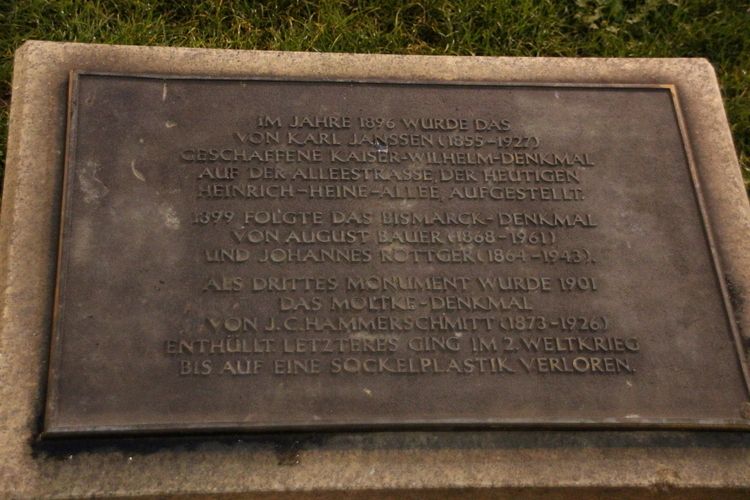 IM JAHRE 1896 WURDE DAS
VON KARL JANSSEN (1855-1927)
GESCHAFFENE KAISER-WILHELM-DENKMAL
AUF DER ALLEESTRASSE, DER HEUTIGEN
HEINRICH-HEINE-ALLEE, AUFGESTELLT.
1899 FOLGTE DAS BISMARCK-DENKMAL
VON AUGUST BAUER (1868-1961)
UND JOHANNES RÖTTGER (1864-1943).
ALS DRITTES MONUMENT WURDE 1901
DAS MOLTKE-DENKMAL
VON J.C. HAMMERSCHMITT (1873-1926)
ENTHÜLLT. LETZTERES GING IM 2. WELTKRIEG
BIS AUF EINE SOCKELPLASTIK VERLOREN.